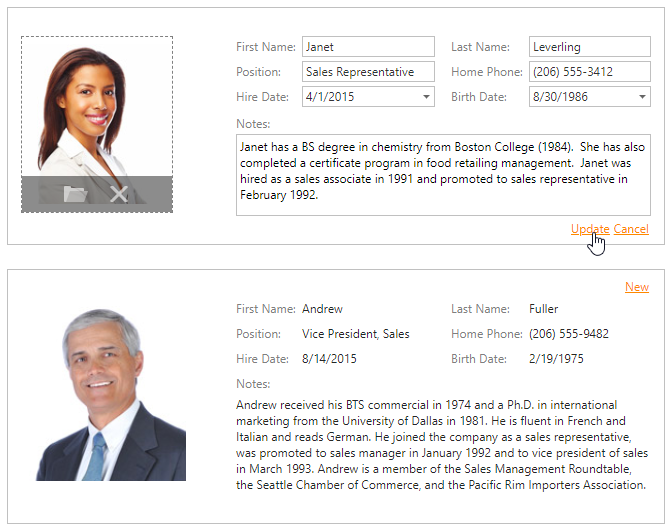 First Name: Janet Last Name: Leverling
Position: Sales Representative Home Phone: (206) 555-3412
Hire Date: 4/1/2015 Birth Date: 8/30/1986
Notes:
Janet has a BS degree in chemistry from Boston College (1984).  She has also
completed a certificate program in food retailing management.  Janet was
hired as a sales associate in 1991 and promoted to sales representative in
February 1992.
Update Cancel
New
First Name: Andrew Last Name: Fuller
Position: Vice President, Sales Home Phone: (206) 555-9482
Hire Date: 8/14/2015 Birth Date: 2/19/1975
Notes:
Andrew received his BTS commercial in 1974 and a Ph.D. in international
marketing from the University of Dallas in 1981. He is fluent in French and
Italian and reads German. He joined the company as a sales representative,
was promoted to sales manager in January 1992 and to vice president of sales
in March 1993. Andrew is a member of the Sales Management Roundtable,
the Seattle Chamber of Commerce, and the Pacific Rim Importers Association.